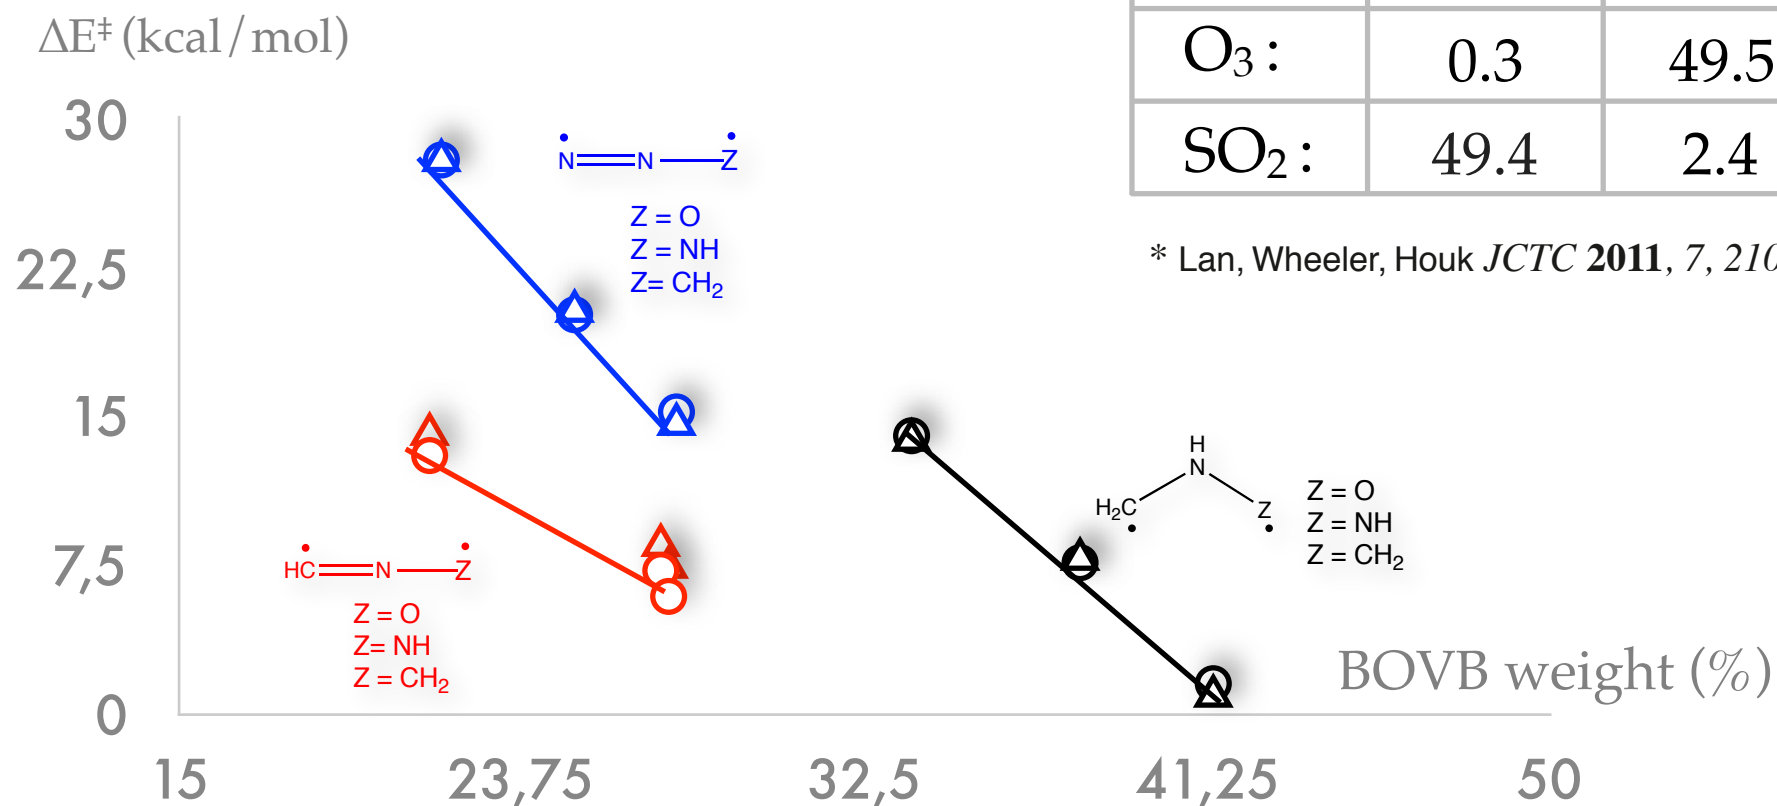 ΔE‡ (kcal/mol)
O3 : 0.3 49.5
SO2 : 49.4 2.4
* Lan, Wheeler, Houk JCTC 2011, 7, 210
30
22,5
15
7,5
0
N N Z
Z = O
Z = NH
Z= CH2
HC N Z
Z = O
Z= NH
Z = CH2
H
N
H2C Z
Z = O
Z = NH
Z = CH2
BOVB weight (%)
15 23,75 32,5 41,25 50